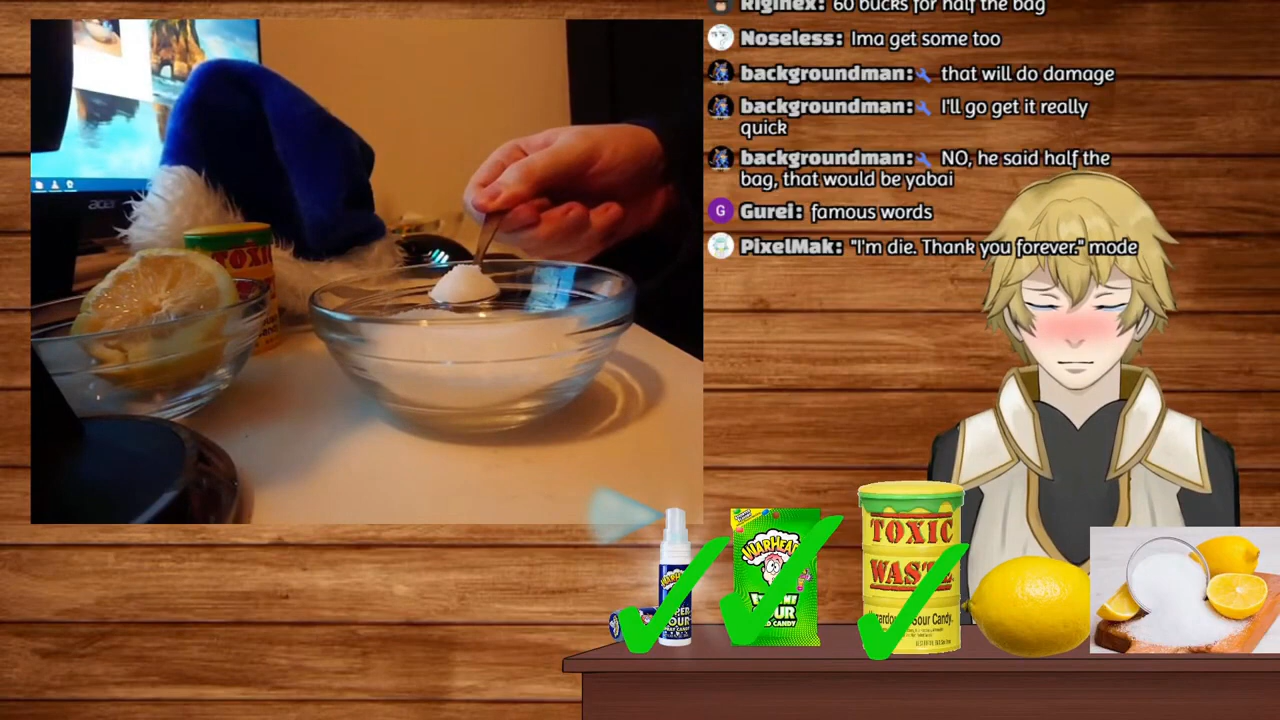 Riginex: 60 bucks for half the bag
Noseless: Ima get some too
backgroundman: that will do damage
backgroundman: I'll go get it really
quick
backgroundman: NO, he said half the
bag, that would be yabai
G Gurei: famous words
PixelMak: "I'm die. Thank you forever." mode
acer
TOXIC
WARHEADS
SOUR
TOXIC
WASTE
Sour Candy